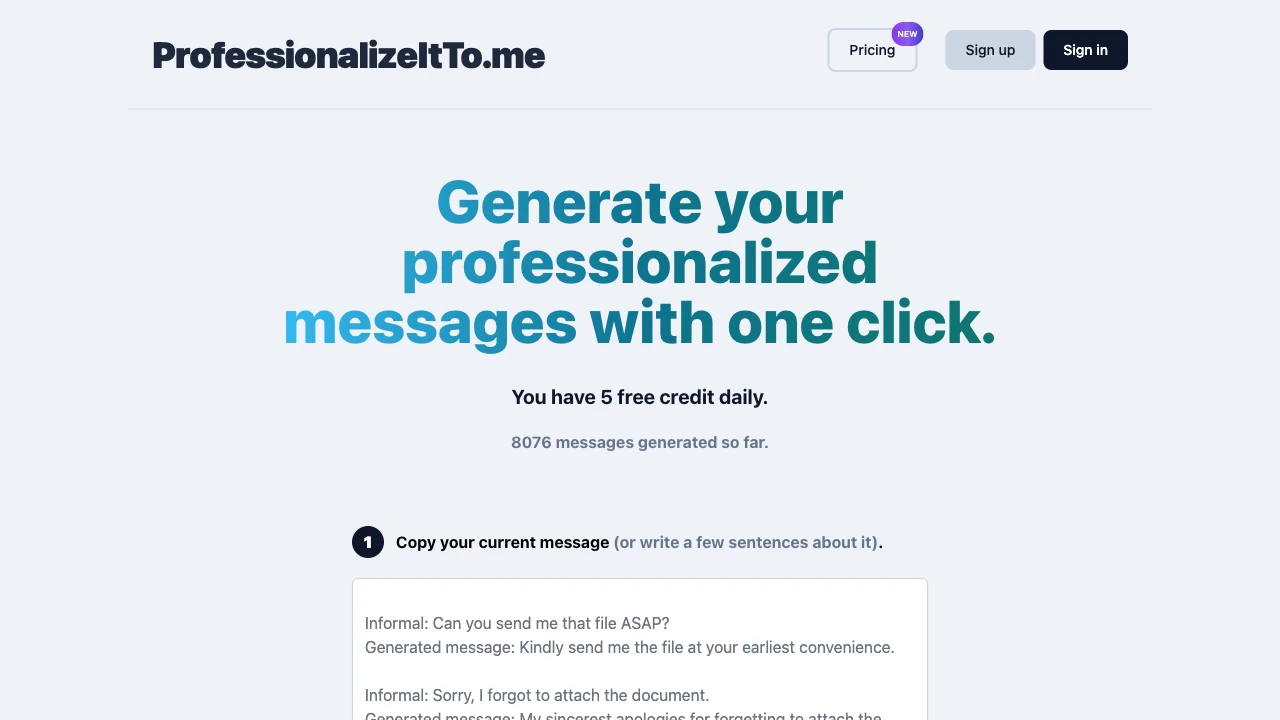 ProfessionalizeItTo.me
Pricing
NEW
Sign up
Sign in
Generate your
professionalized
messages with one click.
You have 5 free credit daily.
8076 messages generated so far.
1
Copy your current message (or write a few sentences about it).
Informal: Can you send me that file ASAP?
Generated message: Kindly send me the file at your earliest convenience.
Informal: Sorry, I forgot to attach the document.
Generated message: My sincerest apologies for forgetting to attach the